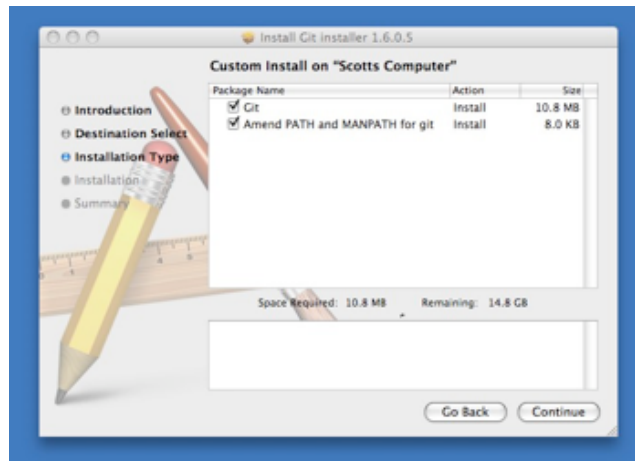 Install Git installer 1.6.0.5
Custom Install on "Scotts Computer"
Introduction
Destination Select
Installation Type
Installation
Summary
Package Name Action Size
Git Install 10.8 MB
Amend PATH and MANPATH for git Install 8.0 KB
Space Required: 10.8 MB Remaining: 14.8 GB
Go Back Continue